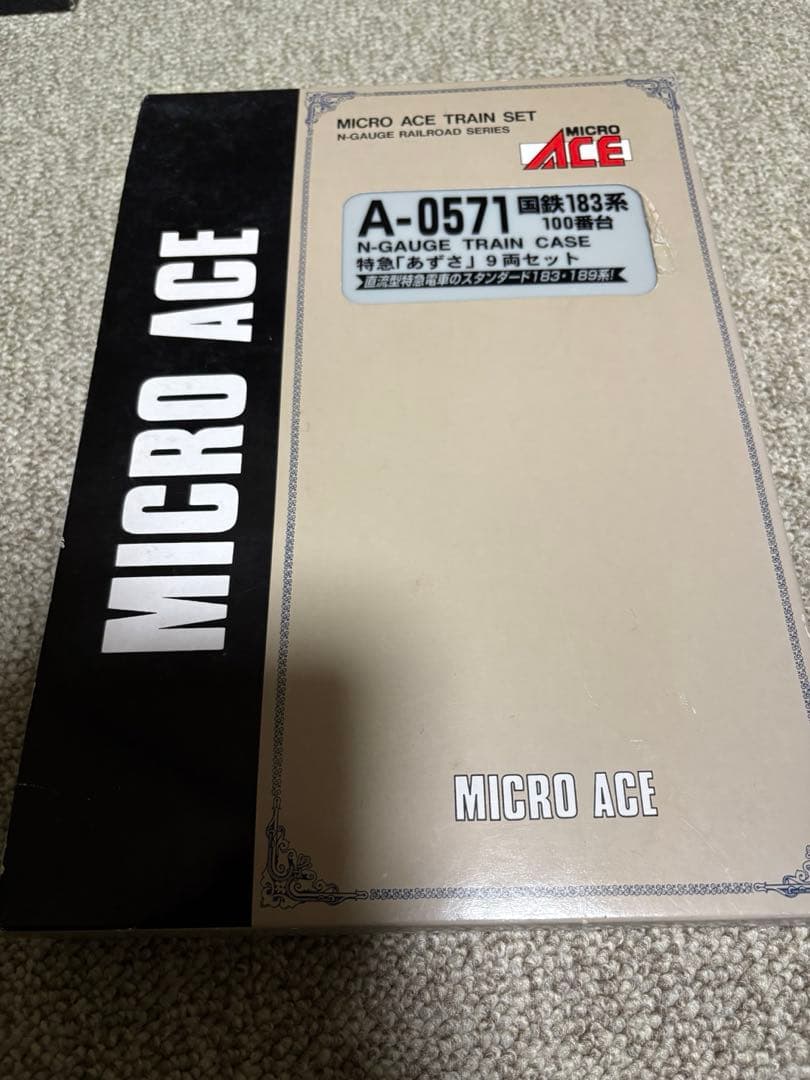 MICRO ACE
MICRO ACE TRAIN SET
N-GAUGE RAILROAD SERIES
MICRO
ACE
A-0571 国鉄183系
100番台
N-GAUGE TRAIN CASE
特急「あずさ」9両セット
直流型特急電車のスタンダード183・189系!
MICRO ACE